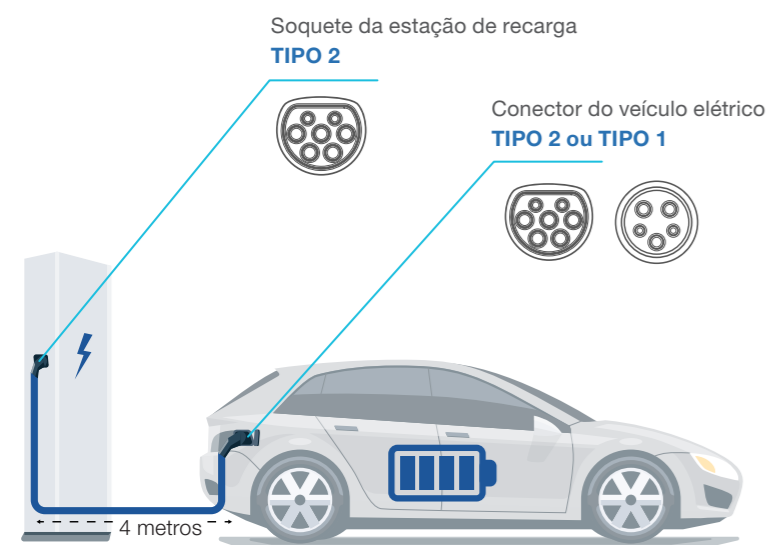 Soquete da estação de recarga
TIPO 2
Conector do veículo elétrico
TIPO 2 ou TIPO 1
4 metros